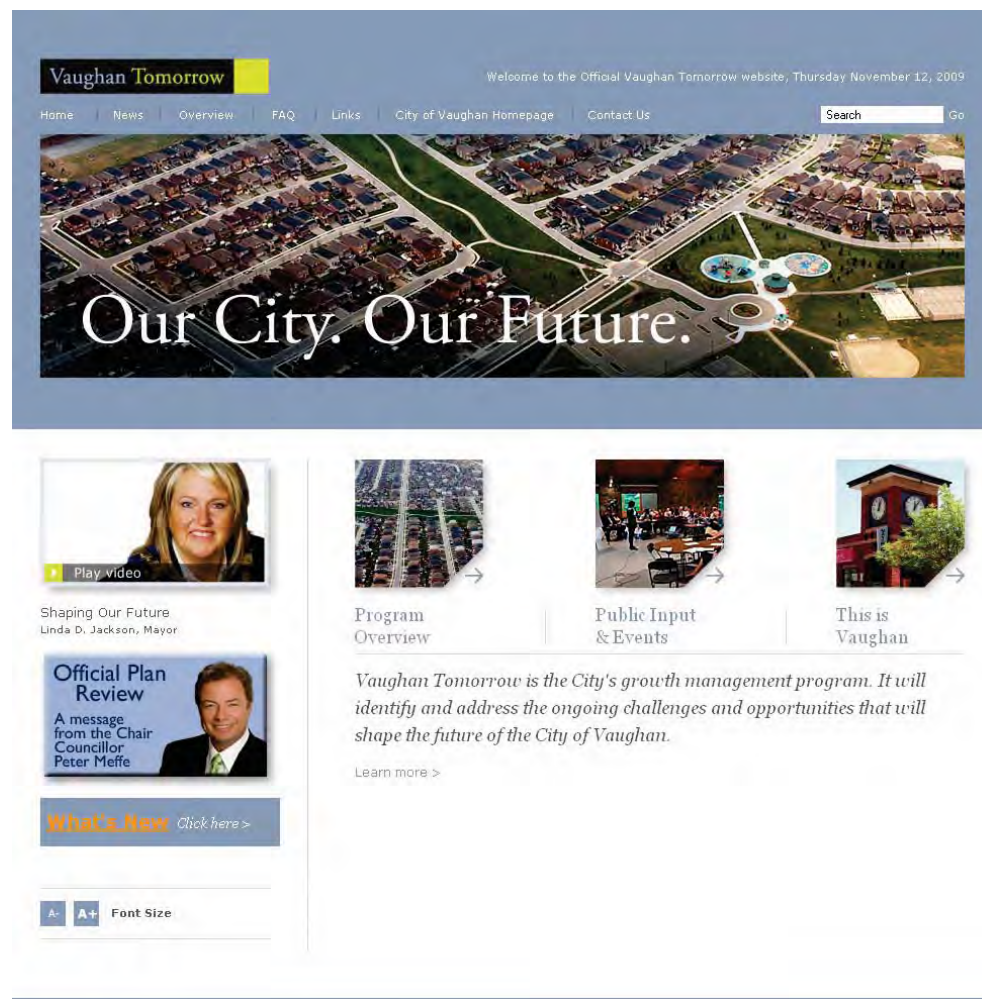 Vaughan Tomorrow
Welcome to the Official Vaughan Tomorrow website, Thursday November 12, 2009
Home
News
Overview
FAQ
Links
City of Vaughan Homepage
Contact Us
Search
Go
Our City. Our Future.
Play video
Shaping Our Future
Linda D. Jackson, Mayor
Official Plan
Review
A message
from the Chair
Councillor
Peter Meffe
What's New Click here >
A- A+ Font Size
Program
Overview
Public Input
& Events
This is
Vaughan
Vaughan Tomorrow is the City's growth management program. It will
identify and address the ongoing challenges and opportunities that will
shape the future of the City of Vaughan.
Learn more >